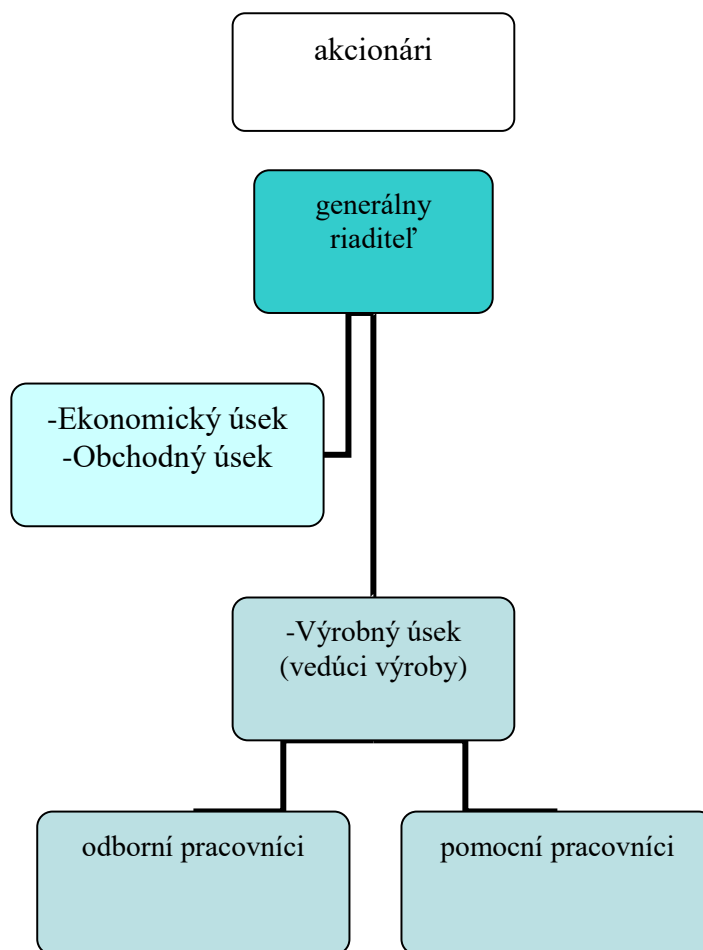 akcionári
generálny
riaditeľ
-Ekonomický úsek
-Obchodný úsek
-Výrobný úsek
(vedúci výroby)
odborní pracovníci
pomocní pracovníci